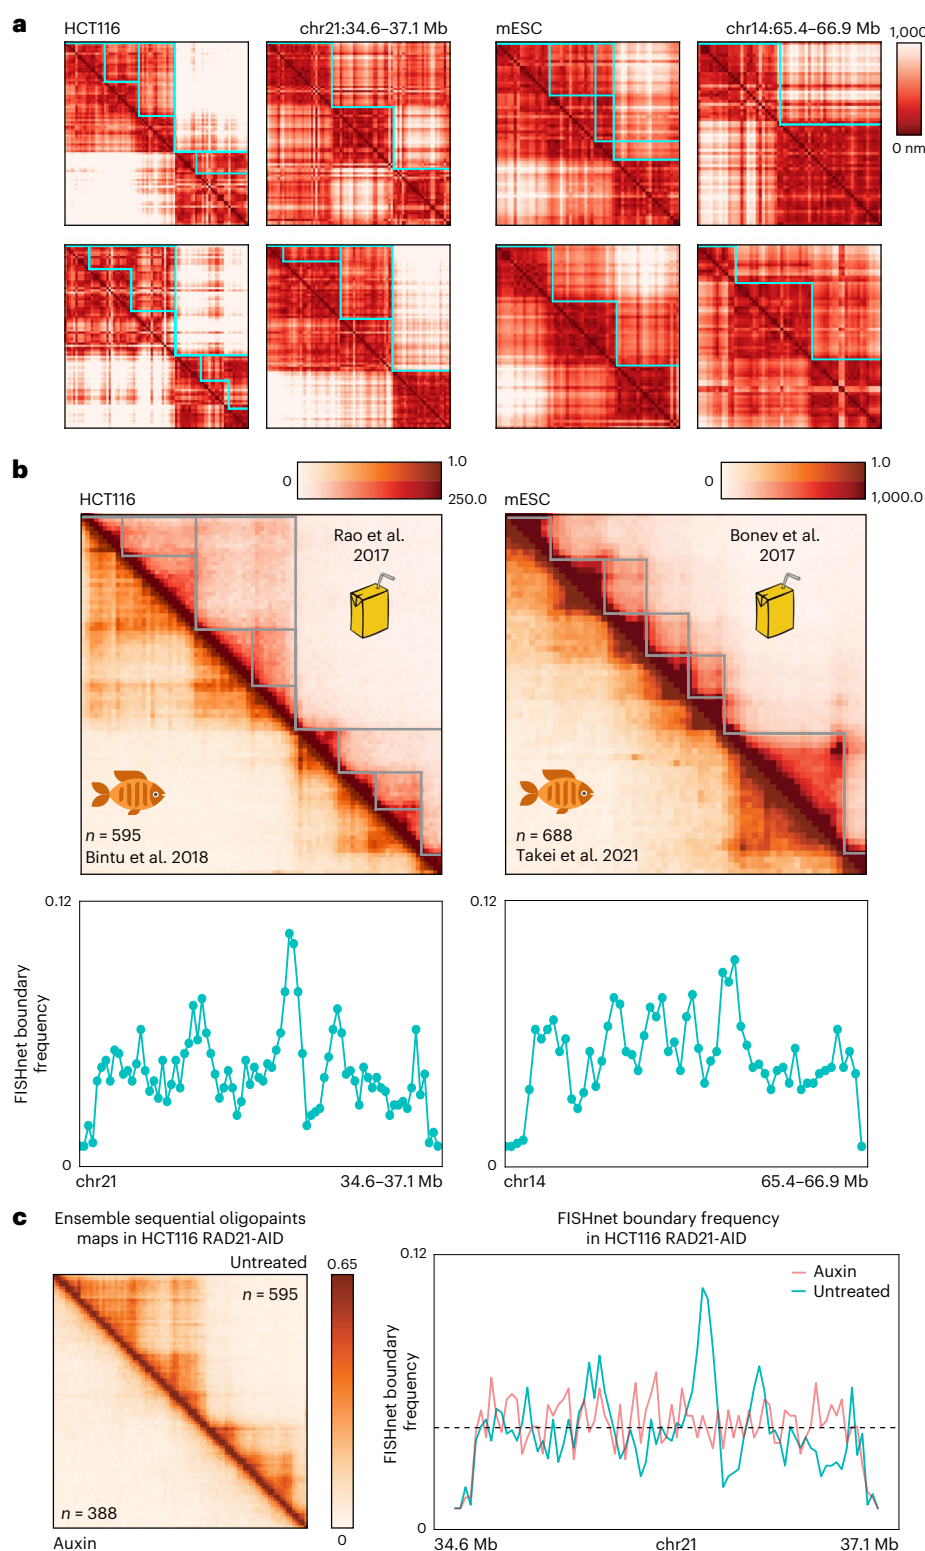 a
HCT116
chr21:34.6–37.1 Mb
mESC
chr14:65.4–66.9 Mb
1,000
0 nm
b
HCT116
0
1.0
250.0
mESC
0
1.0
1,000.0
Rao et al.
2017
n = 595
Bintu et al. 2018
Bonev et al.
2017
n = 688
Takei et al. 2021
0.12
FISHnet boundary
frequency
0
chr21
34.6–37.1 Mb
0.12
0
chr14
65.4–66.9 Mb
c
Ensemble sequential oligopaints
maps in HCT116 RAD21-AID
Untreated
n = 595
n = 388
Auxin
0.65
0
FISHnet boundary frequency
in HCT116 RAD21-AID
0.12
Auxin
Untreated
FISHnet boundary
frequency
0
34.6 Mb
chr21
37.1 Mb